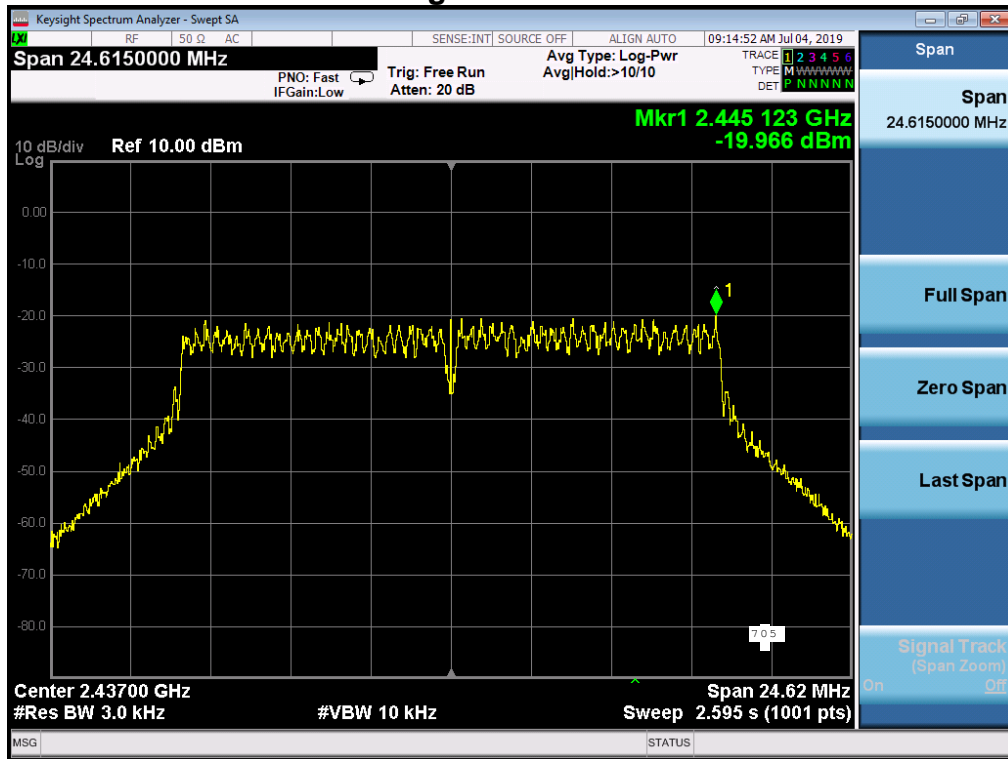 Keysight Spectrum Analyzer - Swept SA
LXI RF 50 Ω AC SENSE:INT SOURCE OFF ALIGN AUTO 09:14:52 AM Jul 04, 2019
Span 24.6150000 MHz
PNO: Fast
IFGain:Low
Trig: Free Run
Atten: 20 dB
Avg Type: Log-Pwr
Avg|Hold:>10/10
TRACE 1 2 3 4 5 6
TYPE M WWWWW
DET P N N N N N
Mkr1 2.445 123 GHz
-19.966 dBm
10 dB/div Ref 10.00 dBm
Log
0.00
-10.0
-20.0
-30.0
-40.0
-50.0
-60.0
-70.0
-80.0
1
705
Center 2.43700 GHz Span 24.62 MHz
#Res BW 3.0 kHz #VBW 10 kHz Sweep 2.595 s (1001 pts)
MSG STATUS
Span
Span
24.6150000 MHz
Full Span
Zero Span
Last Span
Signal Track
(Span Zoom)
On Off